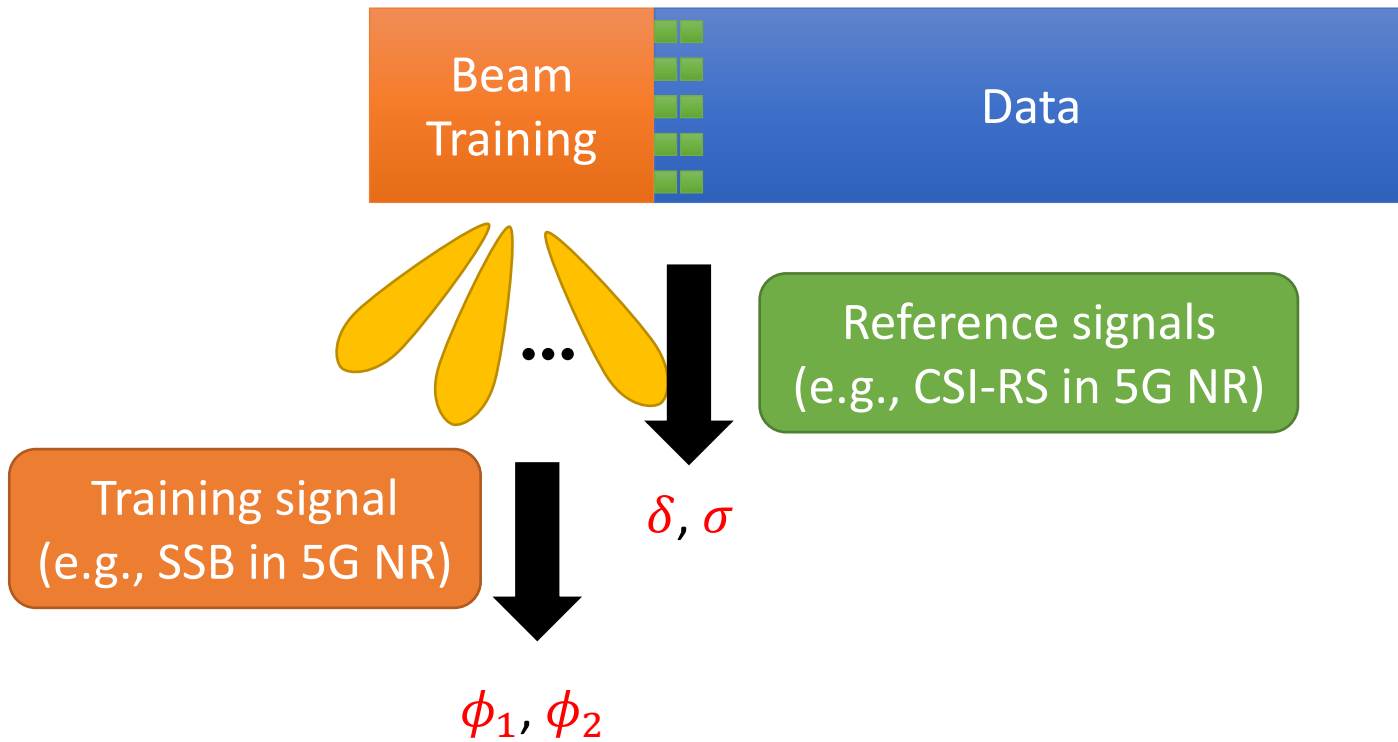 Beam
Training
Data
Reference signals
(e.g., CSI-RS in 5G NR)
...
Training signal
(e.g., SSB in 5G NR)
δ, σ
ϕ₁, ϕ₂